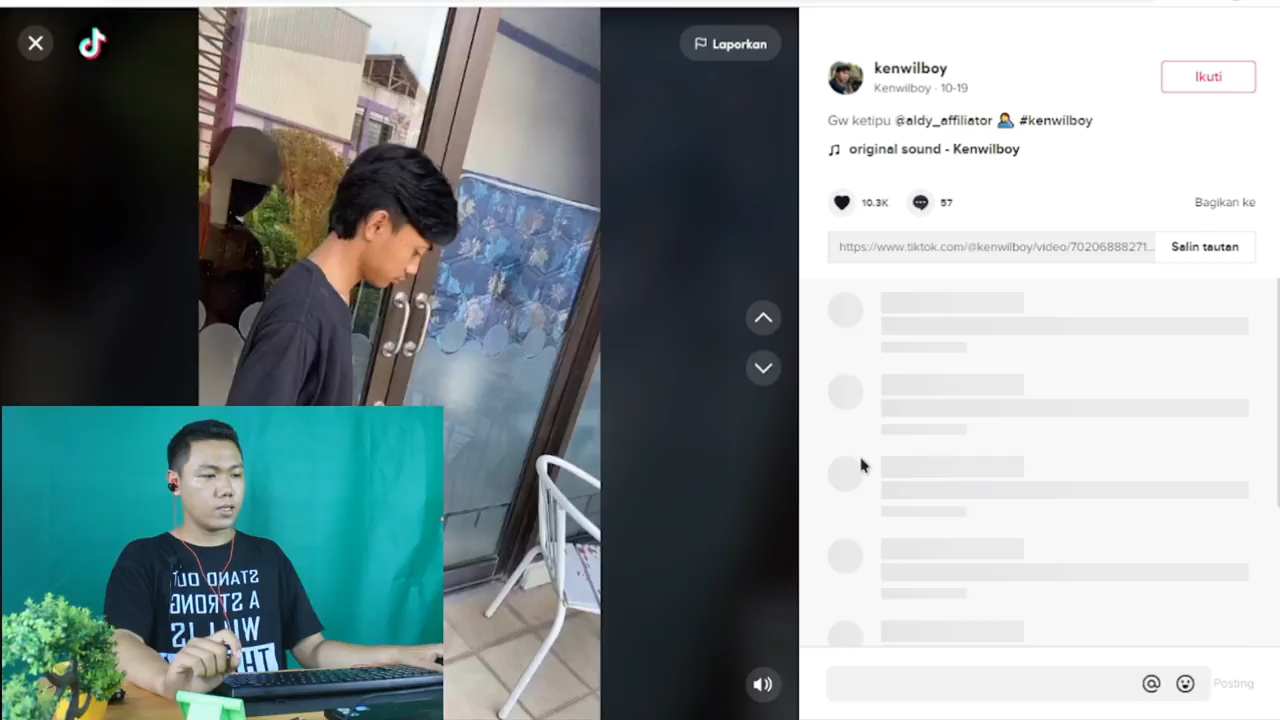 Laporkan
kenwilboy
Kenwilboy · 10-19
Ikuti
Gw ketipu @aldy_affiliator 🤦‍♂️ #kenwilboy
original sound - Kenwilboy
10.3K
57
Bagikan ke
https://www.tiktok.com/@kenwilboy/video/70206888271...
Salin tautan
STAND OUT
A STRONG
WILL IS
TH
Posting